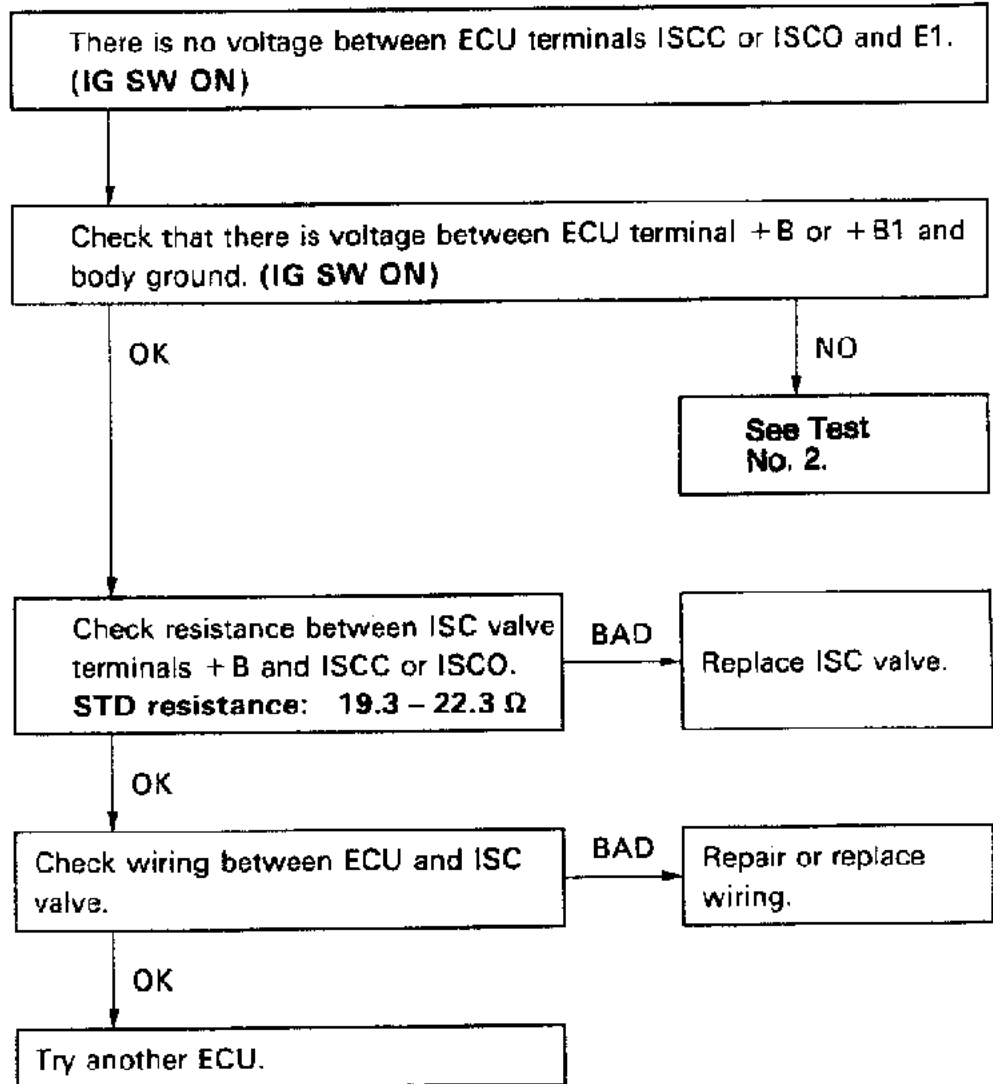 There is no voltage between ECU terminals ISCC or ISCO and E1.
(IG SW ON)
Check that there is voltage between ECU terminal +B or +B1 and
body ground. (IG SW ON)
OK
NO
See Test
No. 2.
Check resistance between ISC valve
terminals +B and ISCC or ISCO.
STD resistance: 19.3 – 22.3 Ω
BAD
Replace ISC valve.
OK
Check wiring between ECU and ISC
valve.
BAD
Repair or replace
wiring.
OK
Try another ECU.